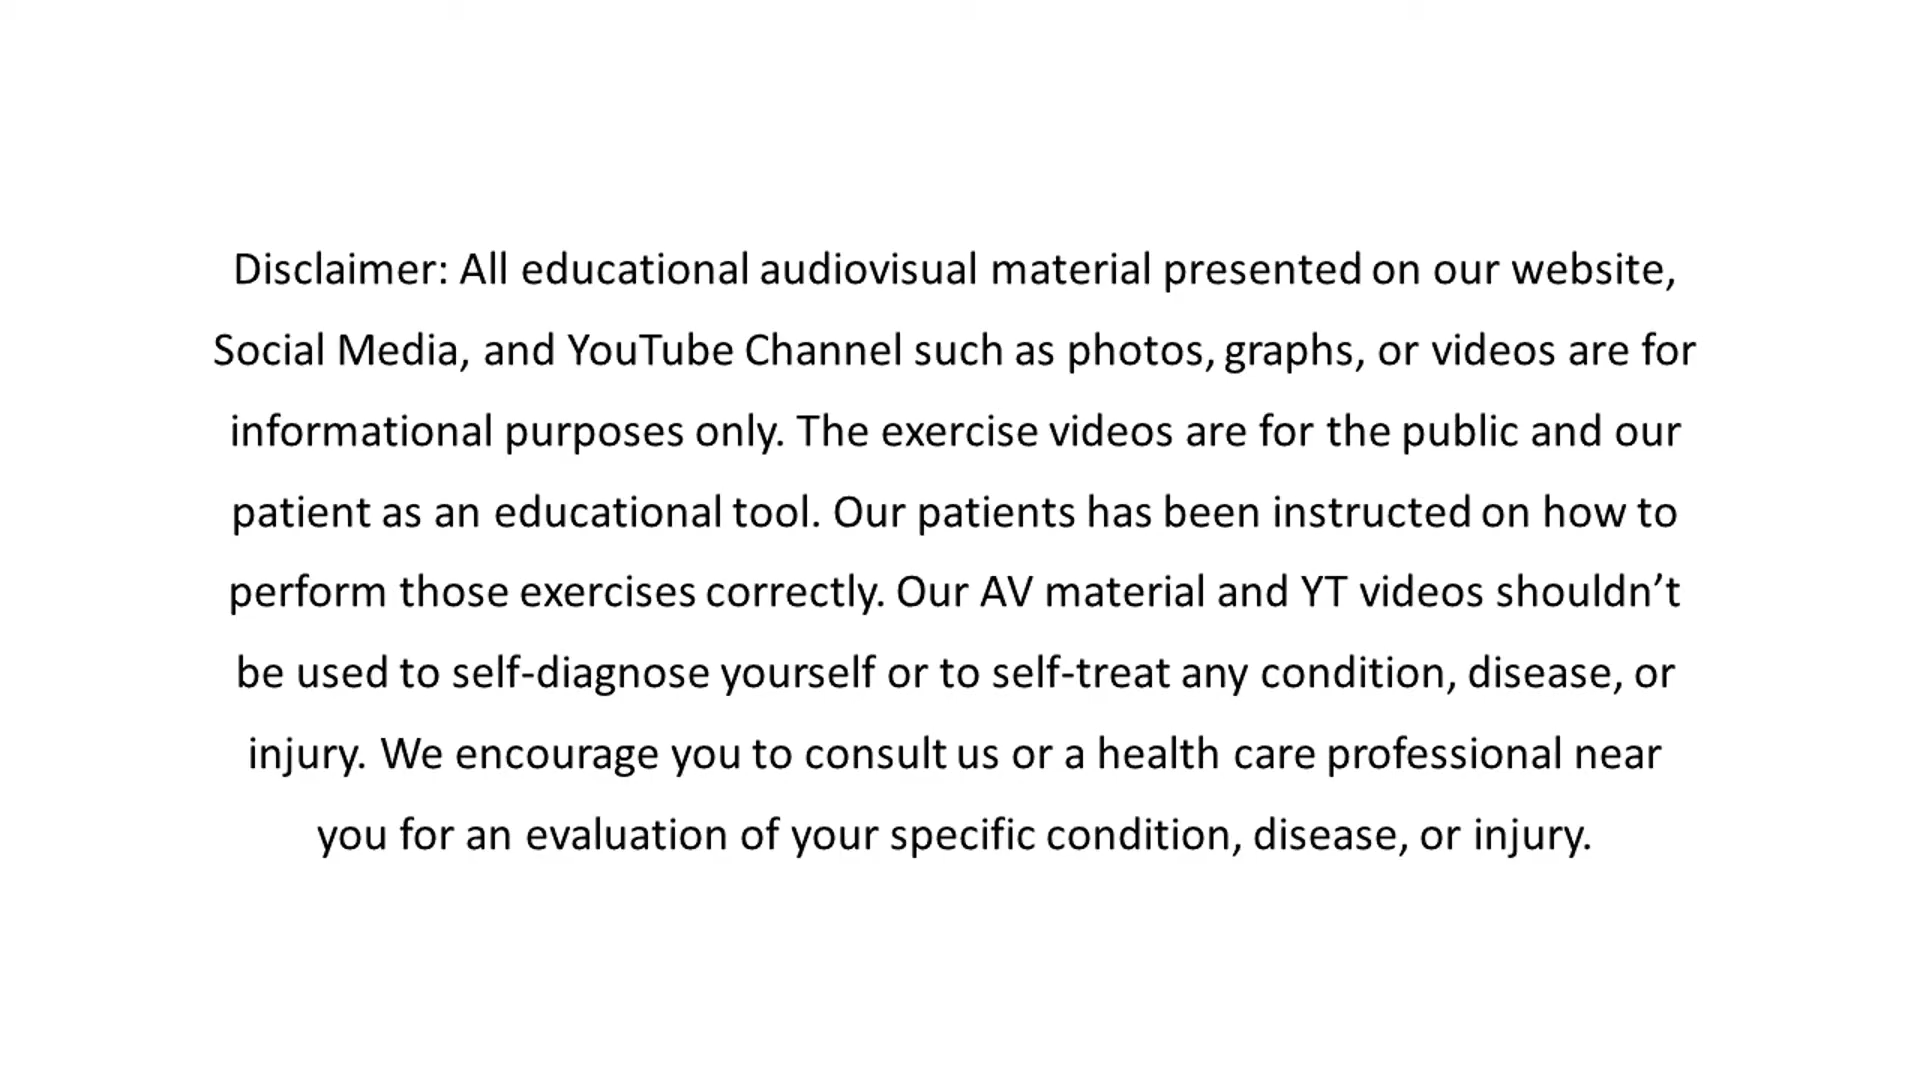 Disclaimer: All educational audiovisual material presented on our website,
Social Media, and YouTube Channel such as photos, graphs, or videos are for
informational purposes only. The exercise videos are for the public and our
patient as an educational tool. Our patients has been instructed on how to
perform those exercises correctly. Our AV material and YT videos shouldn’t
be used to self-diagnose yourself or to self-treat any condition, disease, or
injury. We encourage you to consult us or a health care professional near
you for an evaluation of your specific condition, disease, or injury.